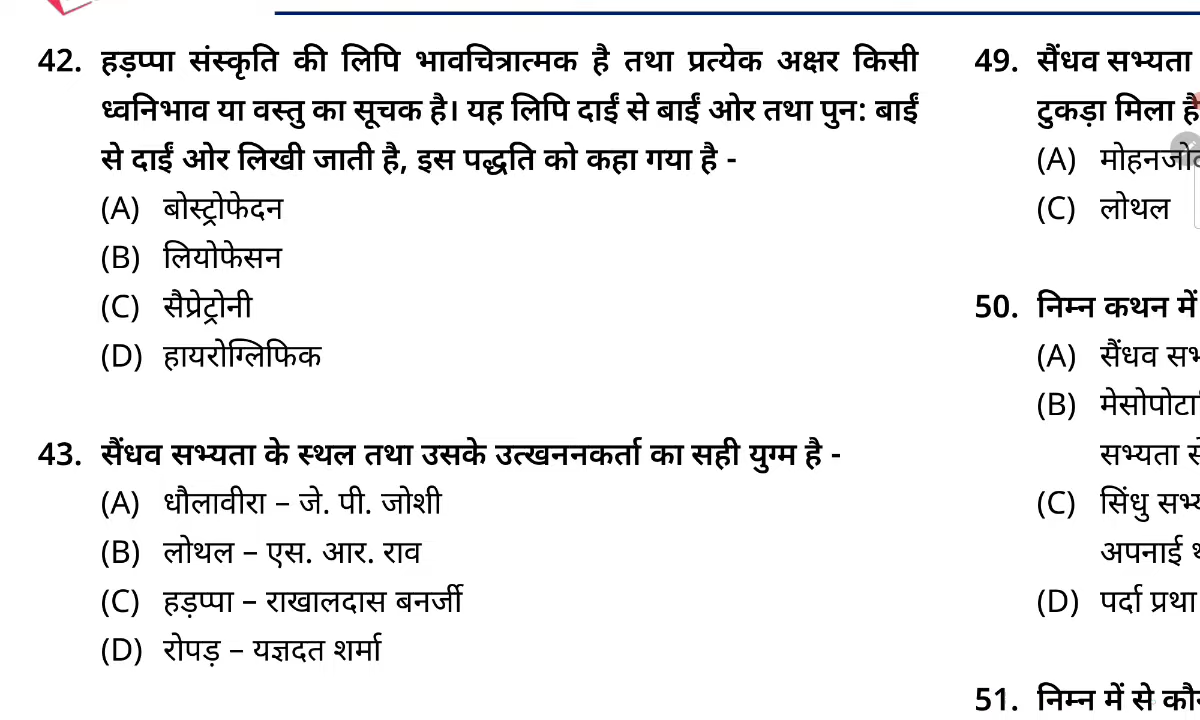 42. हड़प्पा संस्कृति की लिपि भावचित्रात्मक है तथा प्रत्येक अक्षर किसी
ध्वनिभाव या वस्तु का सूचक है। यह लिपि दाईं से बाईं ओर तथा पुन: बाईं
से दाईं ओर लिखी जाती है, इस पद्धति को कहा गया है -
(A) बोस्ट्रोफेदन
(B) लियोफेसन
(C) सैप्रेट्रोनी
(D) हायरोग्लिफिक
43. सैंधव सभ्यता के स्थल तथा उसके उत्खननकर्ता का सही युग्म है -
(A) धौलावीरा – जे. पी. जोशी
(B) लोथल – एस. आर. राव
(C) हड़प्पा – राखालदास बनर्जी
(D) रोपड़ – यज्ञदत शर्मा
49. सैंधव सभ्यता
टुकड़ा मिला है
(A)
(C) लोथल
50. निम्न कथन में
(A) सैंधव
(B)
सभ्यता
(C) सिंधु
अपनाई
(D) पर्दा प्रथा
51. निम्न में से